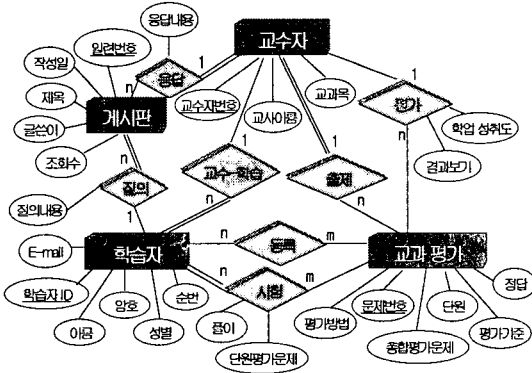 응답내용
작성일
일련번호
1
교수자
n
응답
1
제목
게시판
교수자번호
교사이름
교과목
평가
글쓴이
학업 성취도
조회수
n
1
1
n
결과보기
질의
교수-학습
출제
질의내용
1
n
n
E-mail
학습자
n
등록
m
교과 평가
학습자 ID
순번
n
시험
m
정답
암호
풀이
평가방법
문제번호
단원
이름
성별
단원평가문제
종합평가문제
평가기준